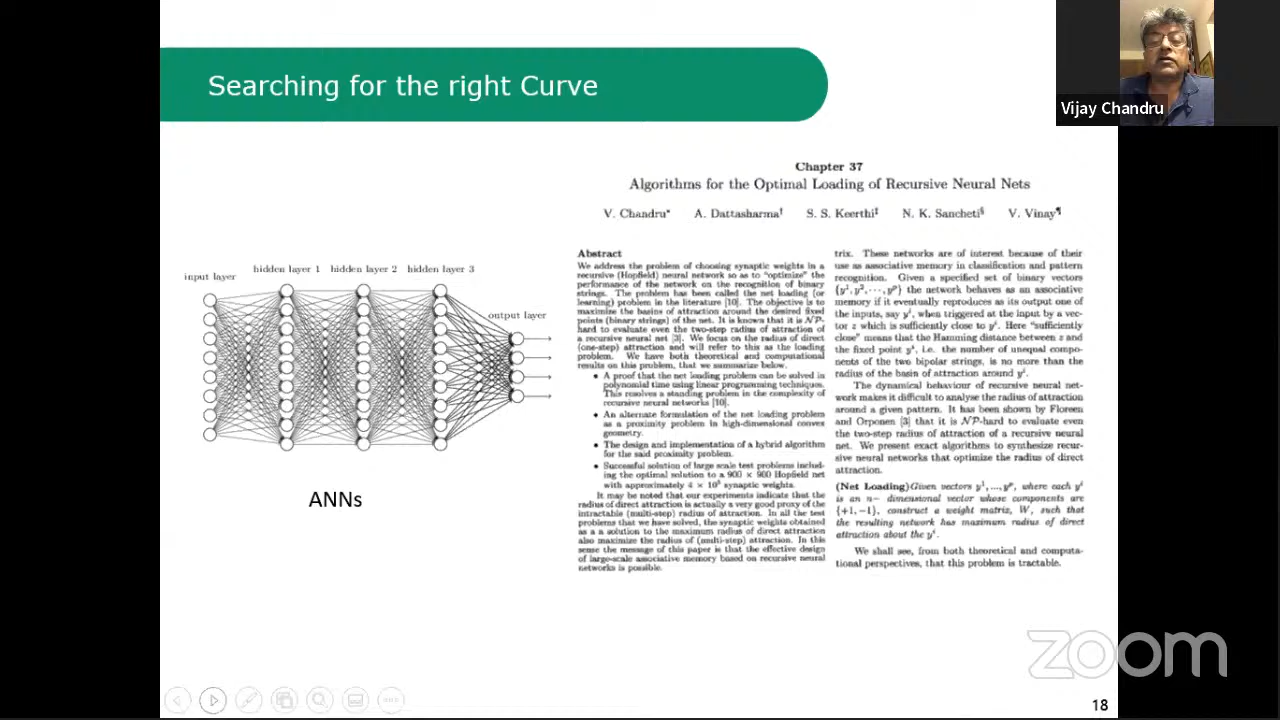 Searching for the right Curve
Vijay Chandru
Chapter 37
Algorithms for the Optimal Loading of Recursive Neural Nets
V. Chandru* A. Dattasharma† S. S. Keerthi‡ N. K. Sancheti§ V. Vinay¶
input layer
hidden layer 1 hidden layer 2 hidden layer 3
output layer
ANNs
Abstract
We address the problem of choosing synaptic weights in a
recursive (Hopfield) neural network so as to "optimize" the
performance of the network on the recognition of binary
strings. The problem has been called the net loading (or
learning) problem in the literature [10]. The objective is to
maximize the basins of attraction around the desired fixed
points (binary strings) of the net. It is known that it is NP-
hard to evaluate even the two-step radius of attraction of
a recursive neural net [3]. We focus on the radius of direct
(one-step) attraction and will refer to this as the loading
problem. We have both theoretical and computational
results on this problem, that we summarize below.
• A proof that the net loading problem can be solved in
polynomial time using linear programming techniques.
This resolves a standing problem in the complexity of
recursive neural networks [10].
• An alternate formulation of the net loading problem
as a proximity problem in high-dimensional convex
geometry.
• The design and implementation of a hybrid algorithm
for the said proximity problem.
• Successful solution of large scale test problems includ-
ing the optimal solution to a 900 × 900 Hopfield net
with approximately 4 × 10⁵ synaptic weights.
It may be noted that our experiments indicate that the
radius of direct attraction is actually a very good proxy of the
intractable (multi-step) radius of attraction. In all the test
problems that we have solved, the synaptic weights obtained
as a solution to the maximum radius of direct attraction
also maximize the radius of (multi-step) attraction. In this
sense the message of this paper is that the effective design
of large-scale associative memory based on recursive neural
networks is possible.
trix. These networks are of interest because of their
use as associative memory in classification and pattern
recognition. Given a specified set of binary vectors
{y¹, y², · · ·, yᵖ} the network behaves as an associative
memory if it eventually reproduces as its output one of
the inputs, say yⁱ, when triggered at the input by a vec-
tor z which is sufficiently close to yⁱ. Here "sufficiently
close" means that the Hamming distance between z and
the fixed point yⁱ, i.e. the number of unequal compo-
nents of the two bipolar strings, is no more than the
radius of the basin of attraction around yⁱ.
The dynamical behaviour of recursive neural net-
work makes it difficult to analyse the radius of attraction
around a given pattern. It has been shown by Floreen
and Orponen [3] that it is NP-hard to evaluate even
the two-step radius of attraction of a recursive neural
net. We present exact algorithms to synthesize recur-
sive neural networks that optimize the radius of direct
attraction.
(Net Loading)Given vectors y¹, ..., yᵖ, where each yⁱ
is an n- dimensional vector whose components are
{+1, −1}, construct a weight matrix, W, such that
the resulting network has maximum radius of direct
attraction about the yⁱ.
We shall see, from both theoretical and computa-
tional perspectives, that this problem is tractable.
zoom
18